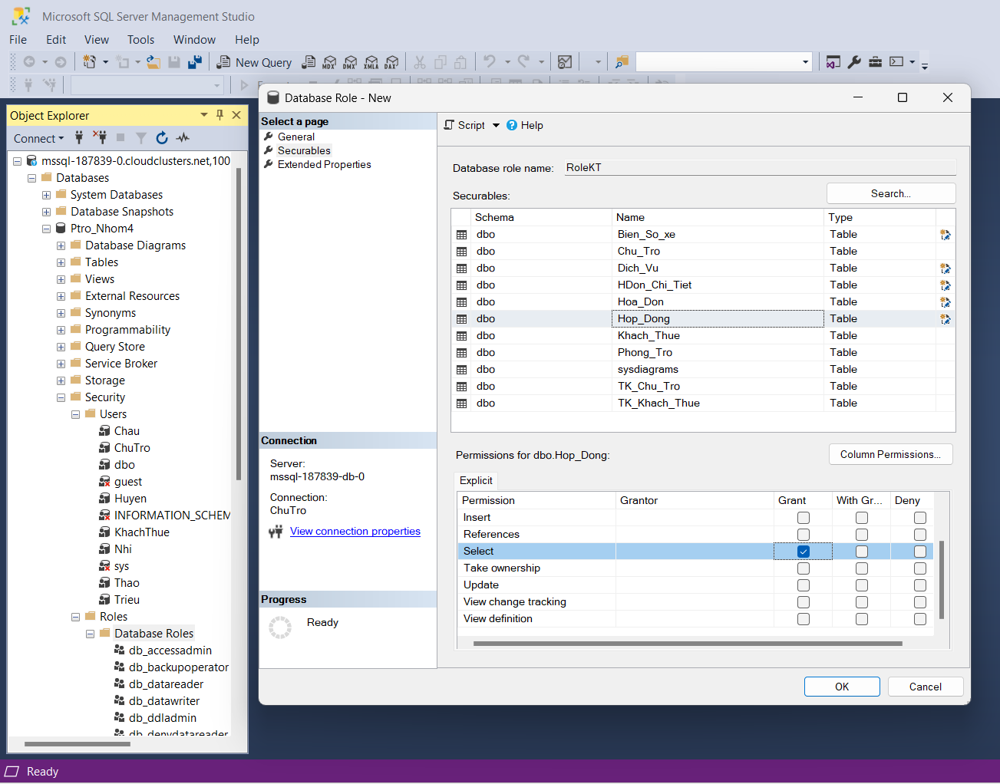 Microsoft SQL Server Management Studio
File Edit View Tools Window Help
New Query
MDX DMX XMLA DAX
Object Explorer
Connect
mssql-187839-0.cloudclusters.net,100
Databases
System Databases
Database Snapshots
Ptro_Nhom4
Database Diagrams
Tables
Views
External Resources
Synonyms
Programmability
Query Store
Service Broker
Storage
Security
Users
Chau
ChuTro
dbo
guest
Huyen
INFORMATION_SCHEM
KhachThue
Nhi
sys
Thao
Trieu
Roles
Database Roles
db_accessadmin
db_backupoperator
db_datareader
db_datawriter
db_ddladmin
db_denydatareader
Database Role - New
Select a page
General
Securables
Extended Properties
Connection
Server:
mssql-187839-db-0
Connection:
ChuTro
View connection properties
Progress
Ready
Script Help
Database role name: RoleKT
Securables: Search...
Schema Name Type
dbo Bien_So_xe Table
dbo Chu_Tro Table
dbo Dich_Vu Table
dbo HDon_Chi_Tiet Table
dbo Hoa_Don Table
dbo Hop_Dong Table
dbo Khach_Thue Table
dbo Phong_Tro Table
dbo sysdiagrams Table
dbo TK_Chu_Tro Table
dbo TK_Khach_Thue Table
Permissions for dbo.Hop_Dong: Column Permissions...
Explicit
Permission Grantor Grant With Gr... Deny
Insert
References
Select
Take ownership
Update
View change tracking
View definition
OK Cancel
Ready